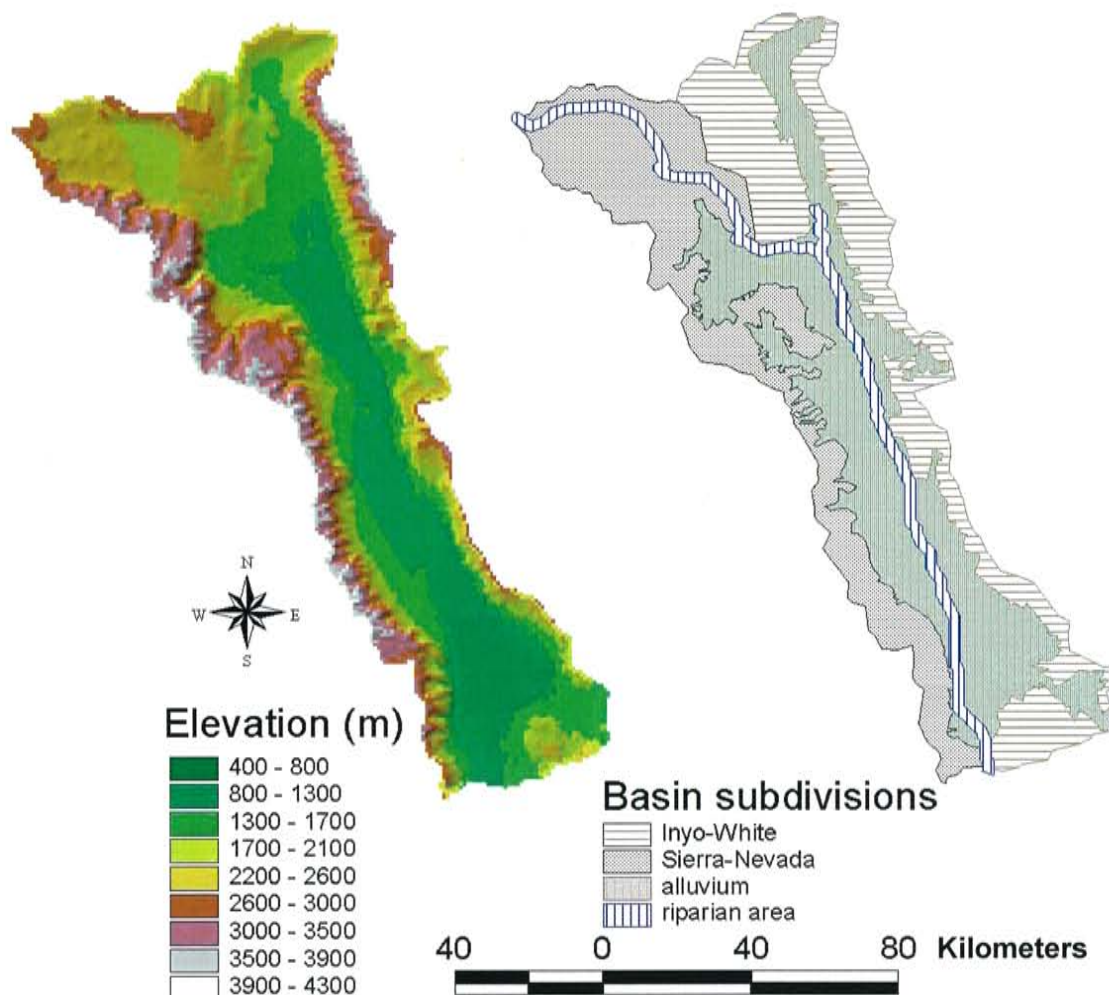 N
W E
S
Elevation (m)
400 - 800
800 - 1300
1300 - 1700
1700 - 2100
2200 - 2600
2600 - 3000
3000 - 3500
3500 - 3900
3900 - 4300
Basin subdivisions
Inyo-White
Sierra-Nevada
alluvium
riparian area
40 0 40 80 Kilometers